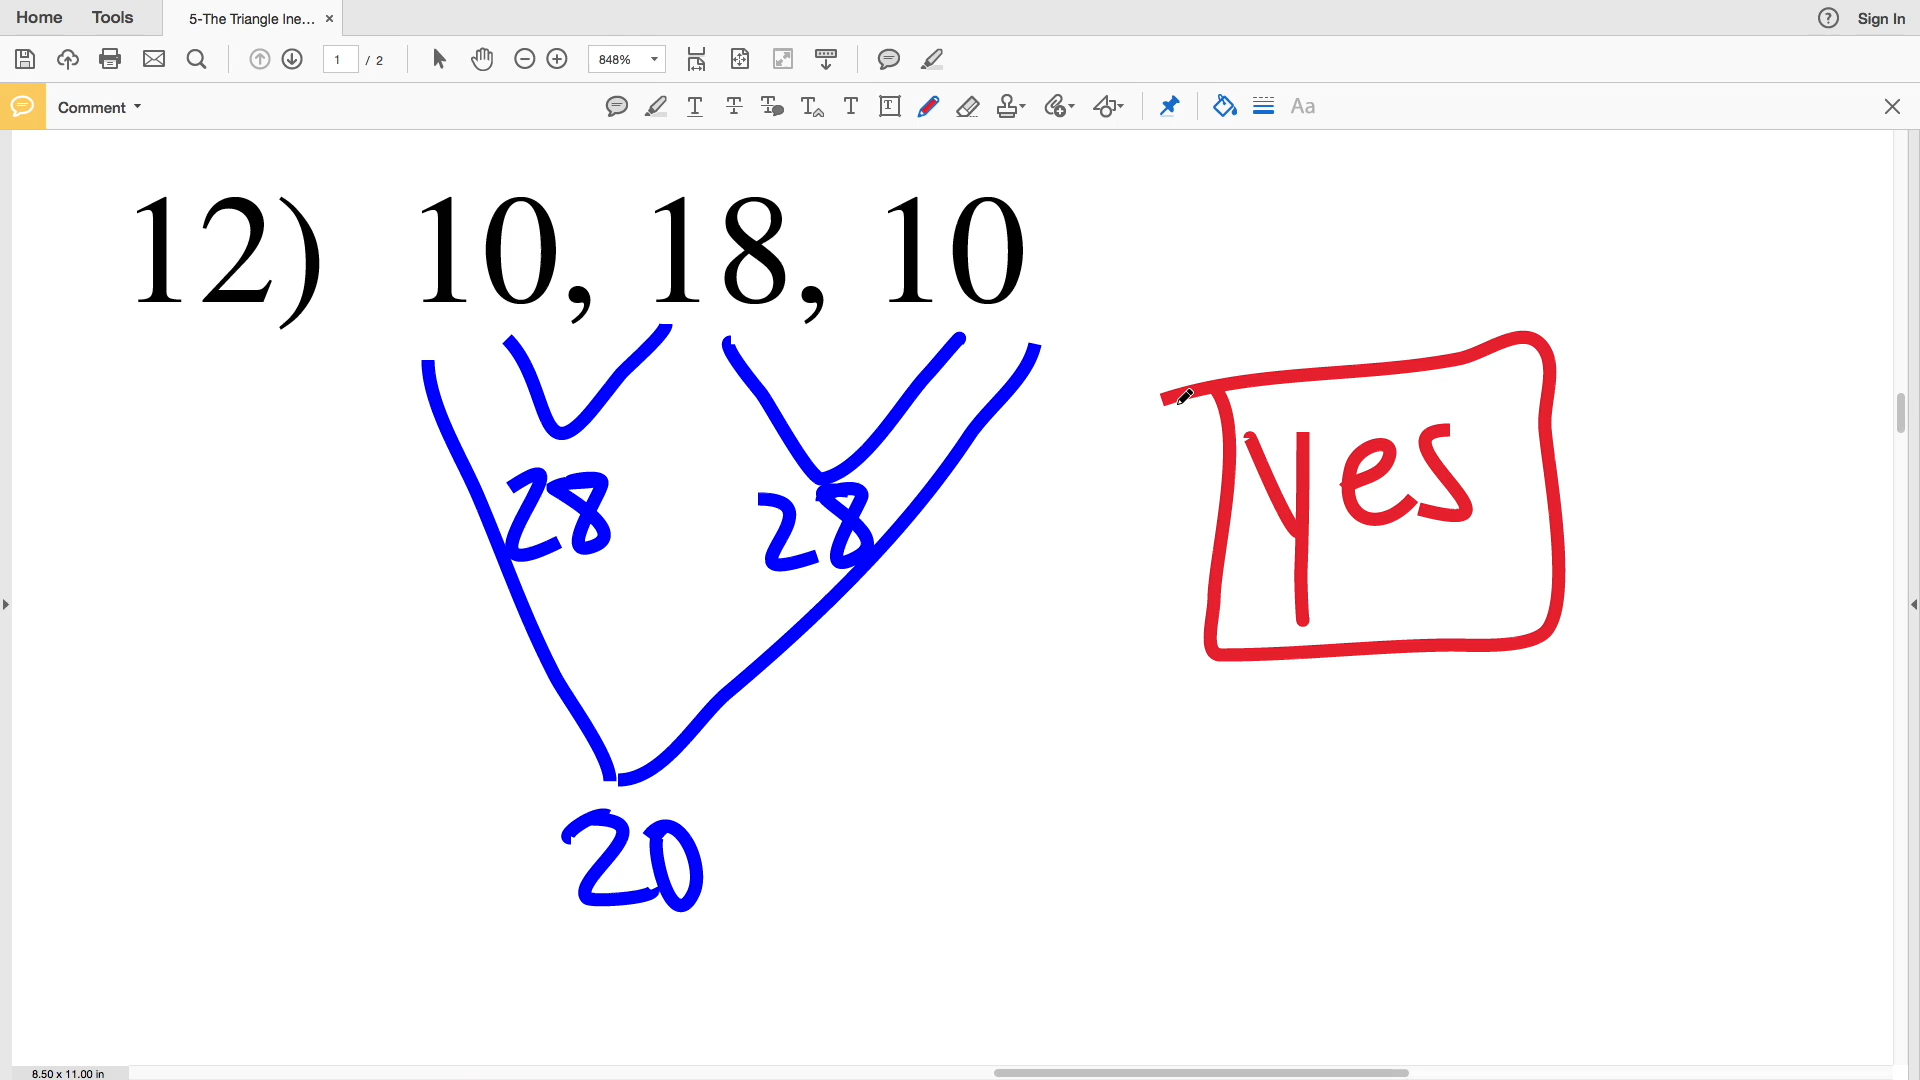 Home Tools 5-The Triangle Ine... × Sign In
1 / 2 848%
Comment Aa
12) 10, 18, 10
28 28 yes
20
8.50 x 11.00 in